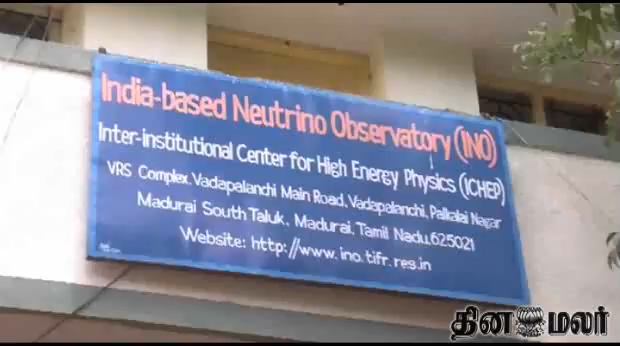 India-based Neutrino Observatory (INO)
Inter-institutional Center for High Energy Physics (ICHEP)
VRS Complex, Vadapalanchi Main Road, Vadapalanchi, Palkalai Nagar
Madurai South Taluk, Madurai, Tamil Nadu.625021
Website: http://www.ino.tifr.res.in
தினமலர்